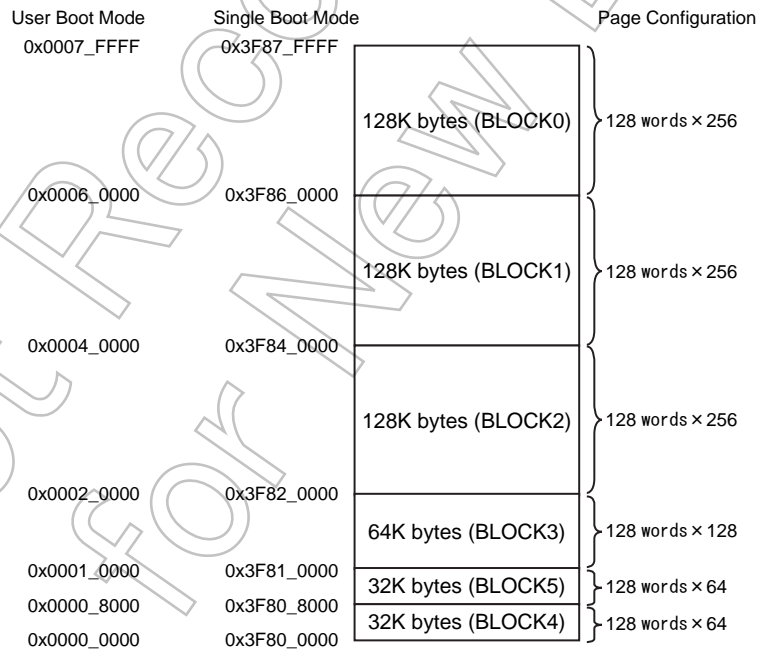 User Boot Mode Single Boot Mode Page Configuration
0x0007_FFFF 0x3F87_FFFF
128K bytes (BLOCK0) 128 words×256
0x0006_0000 0x3F86_0000
128K bytes (BLOCK1) 128 words×256
0x0004_0000 0x3F84_0000
128K bytes (BLOCK2) 128 words×256
0x0002_0000 0x3F82_0000
64K bytes (BLOCK3) 128 words×128
0x0001_0000 0x3F81_0000
32K bytes (BLOCK5) 128 words×64
0x0000_8000 0x3F80_8000
32K bytes (BLOCK4) 128 words×64
0x0000_0000 0x3F80_0000
for New